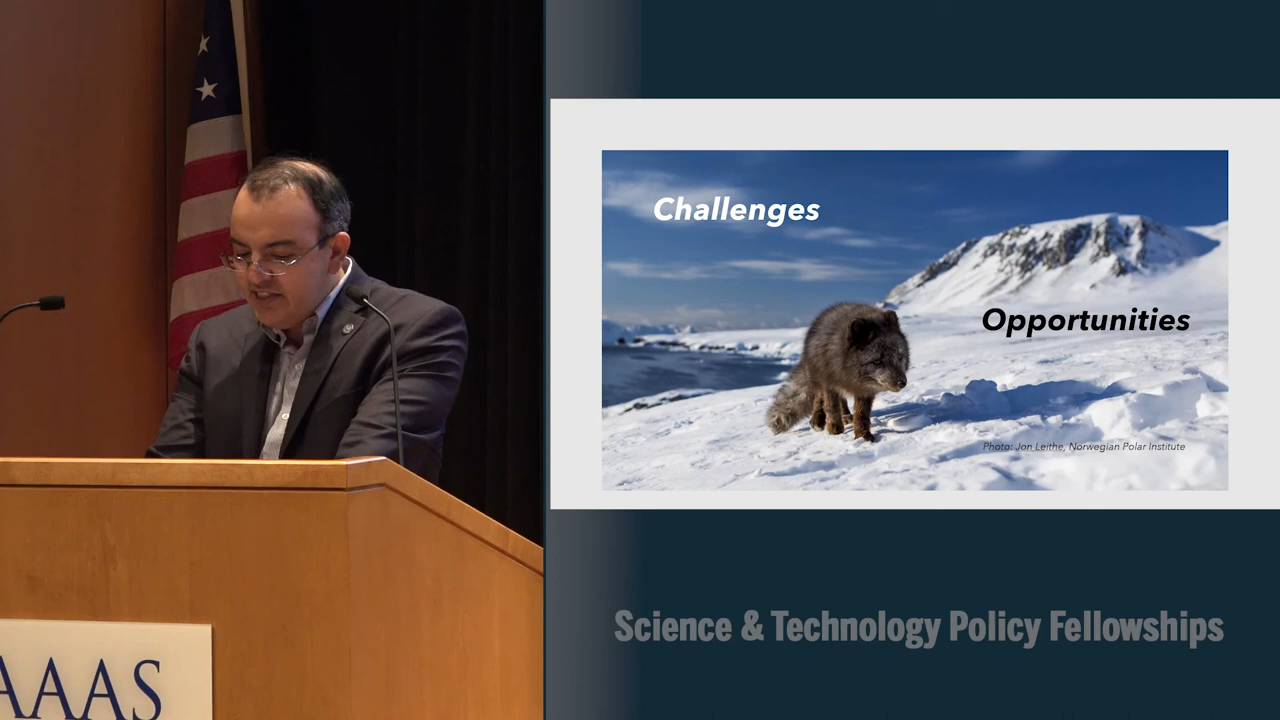 AAAS
Challenges
Opportunities
Photo: Jon Leithe, Norwegian Polar Institute
Science & Technology Policy Fellowships